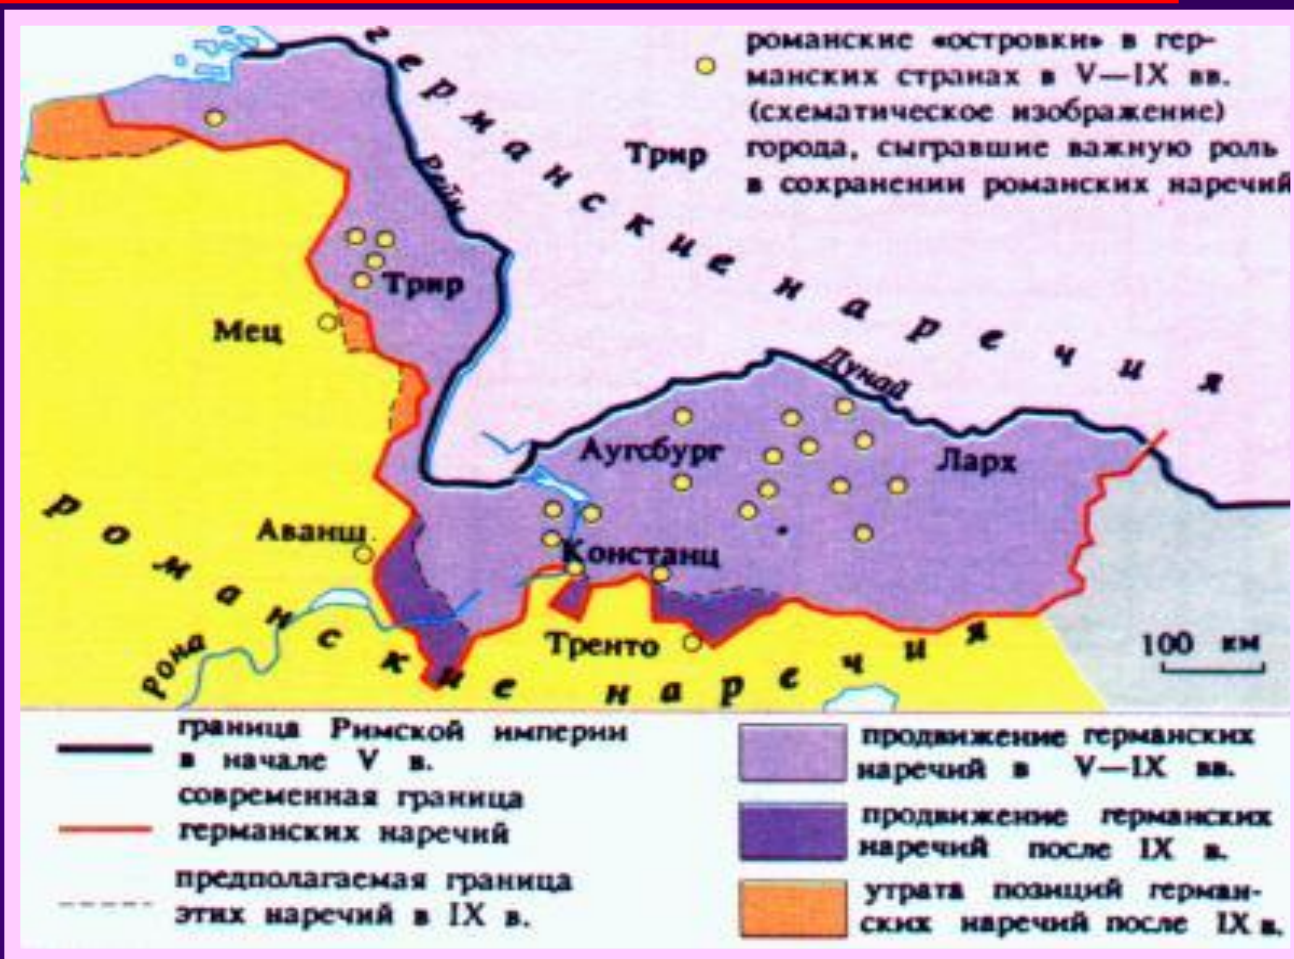 романские «островки» в гер-
манских странах в V—IX вв.
(схематическое изображение)
Трир города, сыгравшие важную роль
в сохранении романских наречий
германские наречия
Рейн
Трир
Мец
Дунай
Аугсбург
Ларх
Аванш
Констанц
Тренто
романские наречия
Рона
100 км
граница Римской империи
в начале V в.
современная граница
германских наречий
предполагаемая граница
этих наречий в IX в.
продвижение германских
наречий в V—IX вв.
продвижение германских
наречий после IX в.
утрата позиций герман-
ских наречий после IX в.